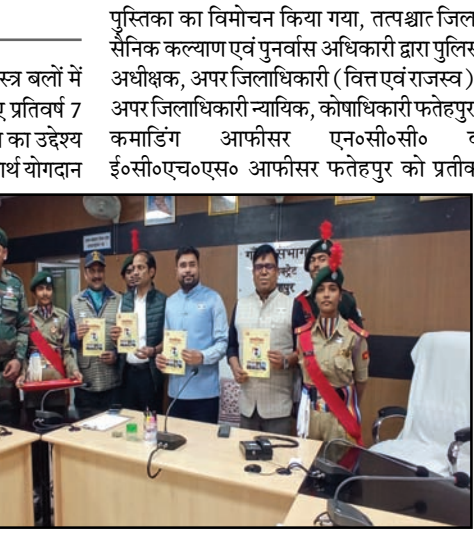 पुस्तिका का विमोचन किया गया, तत्पश्चात जिल
सैनिक कल्याण एवं पुनर्वास अधिकारी द्वारा पुलिस
अधीक्षक, अपर जिलाधिकारी ( वित्त एवं राजस्व )
अपर जिलाधिकारी न्यायिक, कोषाधिकारी फतेहपुर
कमाडिंग आफीसर एन०सी०सी०
ई०सी०एच०एस० आफीसर फतेहपुर को प्रतीक
स्त्र बलों में
प्रतिवर्ष 7
का उद्देश्य
ार्थ योगदान